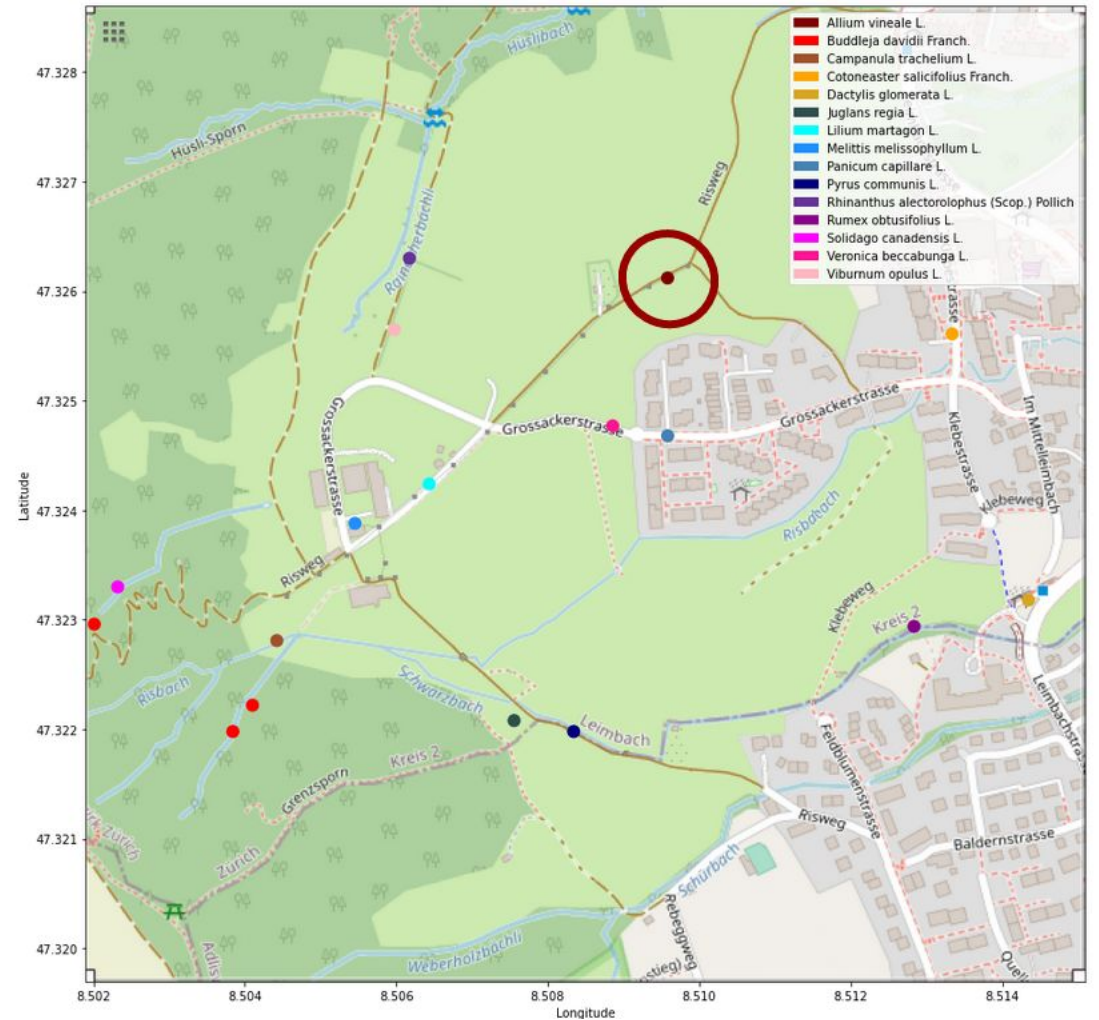 47.328
47.327
47.326
47.325
47.324
47.323
47.322
47.321
47.320
Latitude
8.502
8.504
8.506
8.508
8.510
8.512
8.514
Longitude
Allium vineale L.
Buddleja davidii Franch.
Campanula trachelium L.
Cotoneaster salicifolius Franch.
Dactylis glomerata L.
Juglans regia L.
Lilium martagon L.
Melittis melissophyllum L.
Panicum capillare L.
Pyrus communis L.
Rhinanthus alectorolophus (Scop.) Pollich
Rumex obtusifolius L.
Solidago canadensis L.
Veronica beccabunga L.
Viburnum opulus L.
Hüslibach
Hüsli-Sporn
Risweg
Grossackerstrasse
Grossackerstrasse
Grossackerstrasse
Klebestrasse
Im Mittelleimbach
Klebeweg
Risbach
Risweg
Klebeweg
Kreis 2
Risbach
Schwarzbach
Leimbach
Kreis 2
Grenzsporn
Zürich
Feldblumenstrasse
Leimbachstrasse
Risweg
Baldernstrasse
Schürbach
Rebeggweg
Weberholzbächli